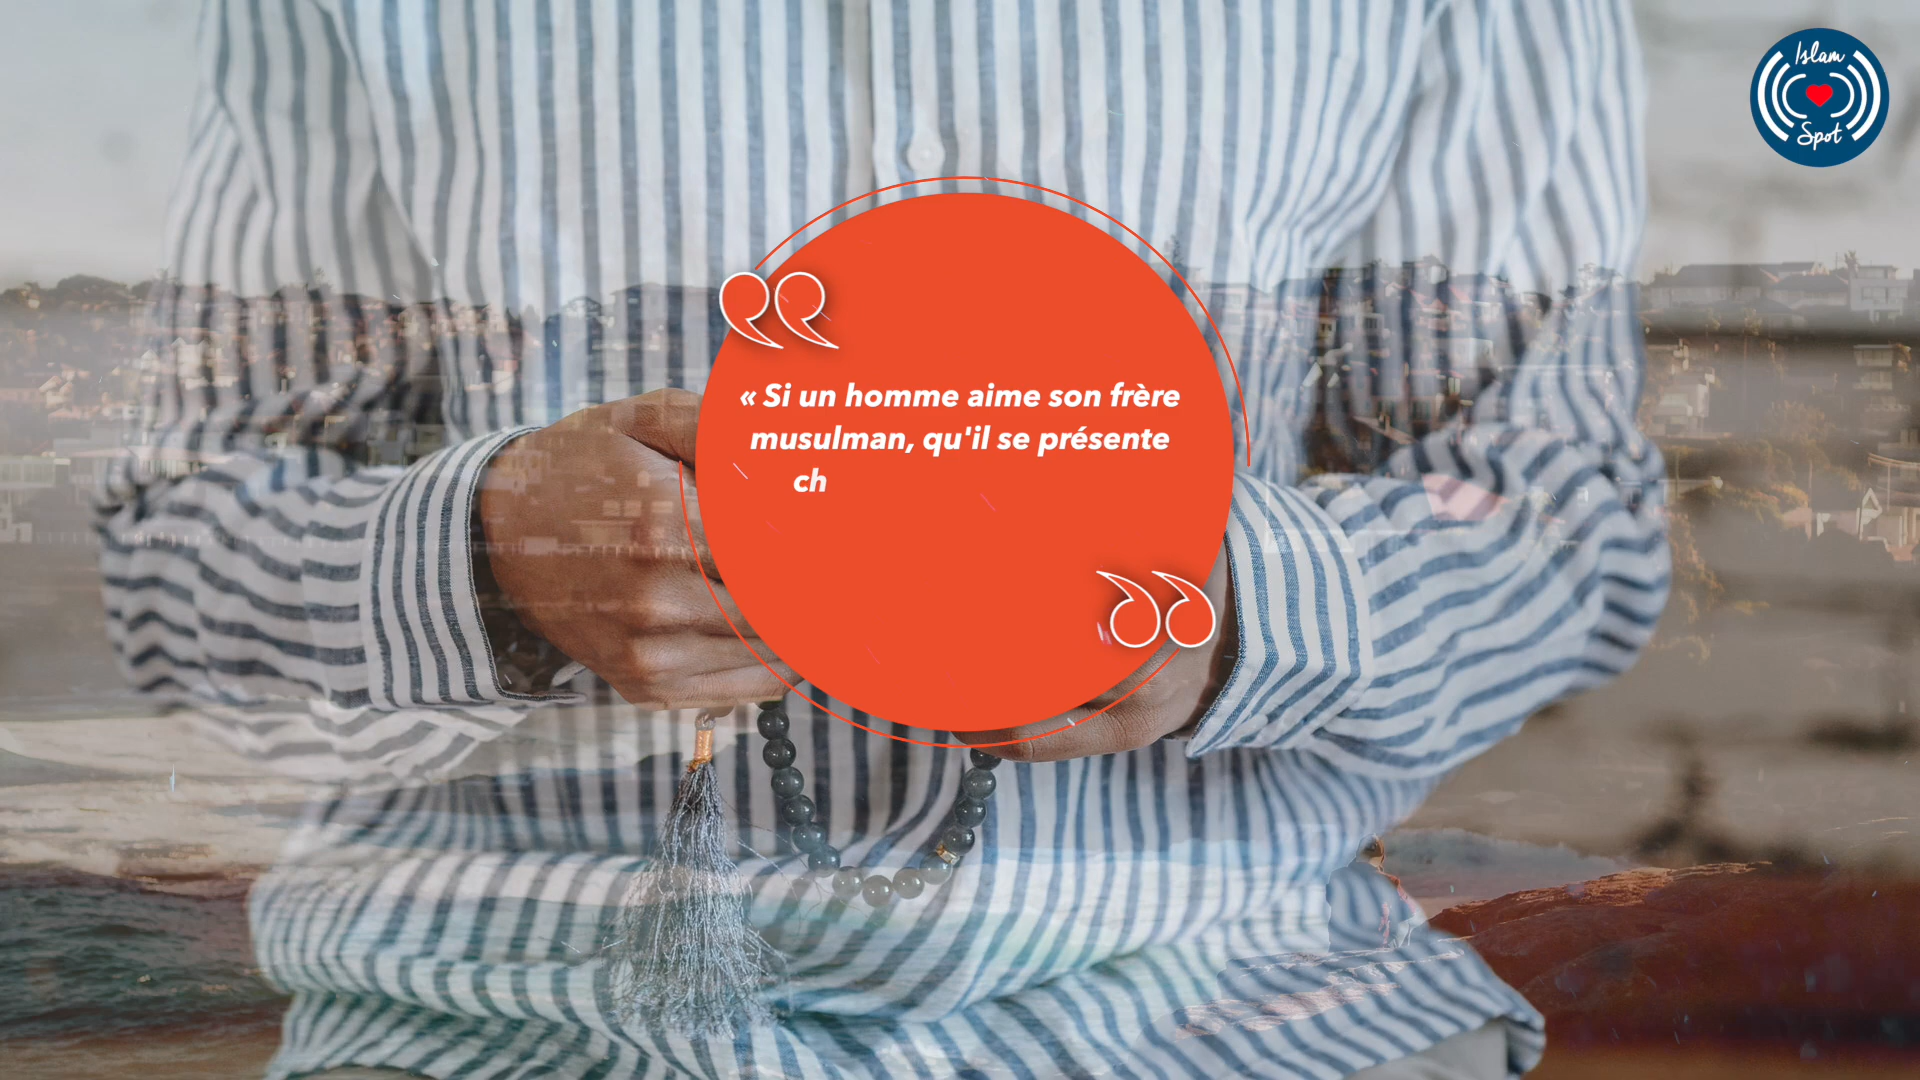 Islam
Spot
« Si un homme aime son frère
musulman, qu'il se présente
ch